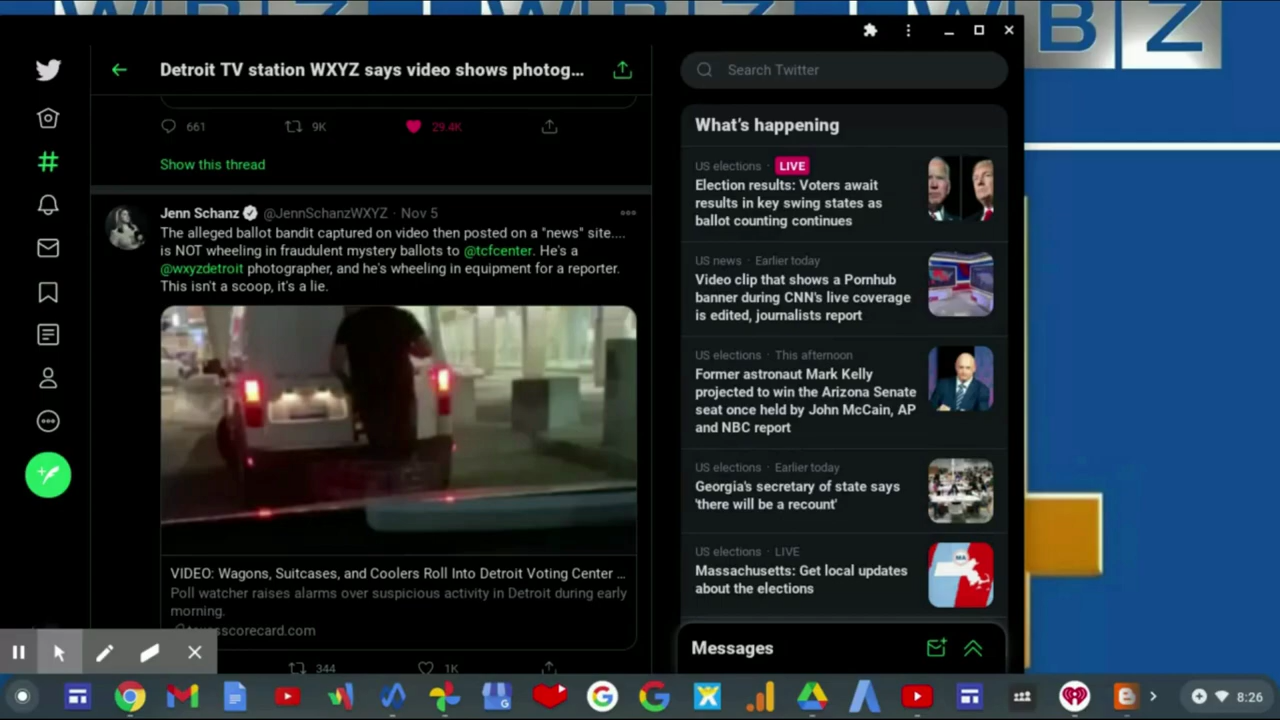 WBZ
Detroit TV station WXYZ says video shows photog...
661
9K
29.4K
Show this thread
Jenn Schanz @JennSchanzWXYZ · Nov 5
The alleged ballot bandit captured on video then posted on a "news" site....
is NOT wheeling in fraudulent mystery ballots to @tcfcenter. He's a
@wxyzdetroit photographer, and he's wheeling in equipment for a reporter.
This isn't a scoop, it's a lie.
VIDEO: Wagons, Suitcases, and Coolers Roll Into Detroit Voting Center ...
Poll watcher raises alarms over suspicious activity in Detroit during early
morning.
scorecard.com
344
1K
Search Twitter
What's happening
US elections · LIVE
Election results: Voters await
results in key swing states as
ballot counting continues
US news · Earlier today
Video clip that shows a Pornhub
banner during CNN's live coverage
is edited, journalists report
US elections · This afternoon
Former astronaut Mark Kelly
projected to win the Arizona Senate
seat once held by John McCain, AP
and NBC report
US elections · Earlier today
Georgia's secretary of state says
'there will be a recount'
US elections · LIVE
Massachusetts: Get local updates
about the elections
MA
Messages
8:26